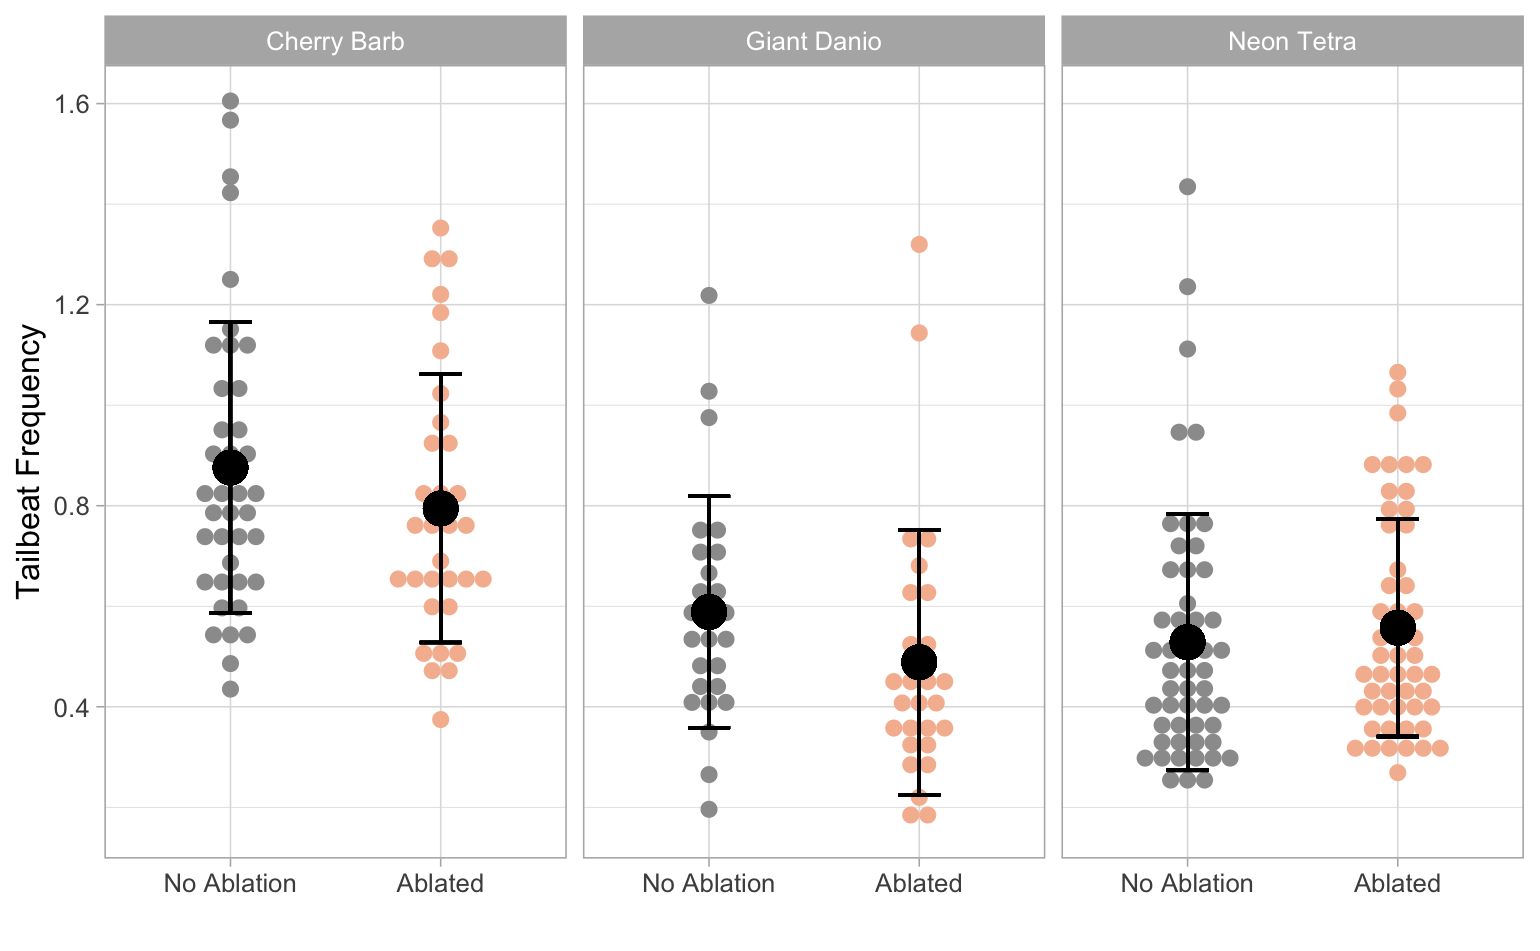 Cherry Barb
Giant Danio
Neon Tetra
Tailbeat Frequency
1.6
1.2
0.8
0.4
No Ablation
Ablated
No Ablation
Ablated
No Ablation
Ablated